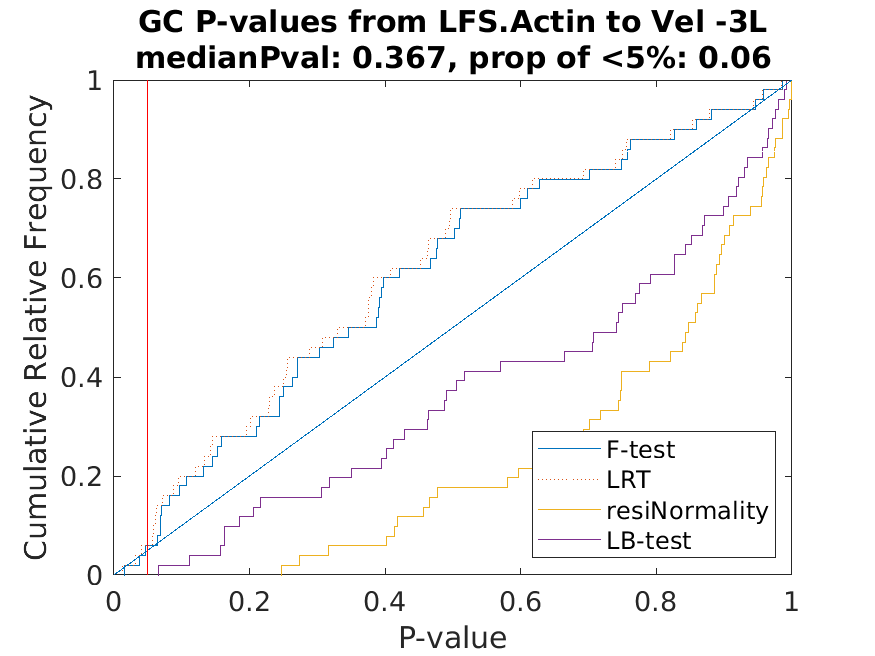 GC P-values from LFS.Actin to Vel -3L
medianPval: 0.367, prop of <5%: 0.06
1
0.8
0.6
0.4
0.2
0
Cumulative Relative Frequency
F-test
LRT
resiNormality
LB-test
0 0.2 0.4 0.6 0.8 1
P-value